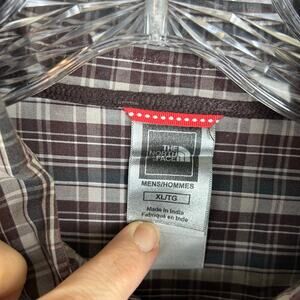 THE
NORTH
FACE
MENS/HOMMES
XL/TG
Made in India
Fabriqué en Inde